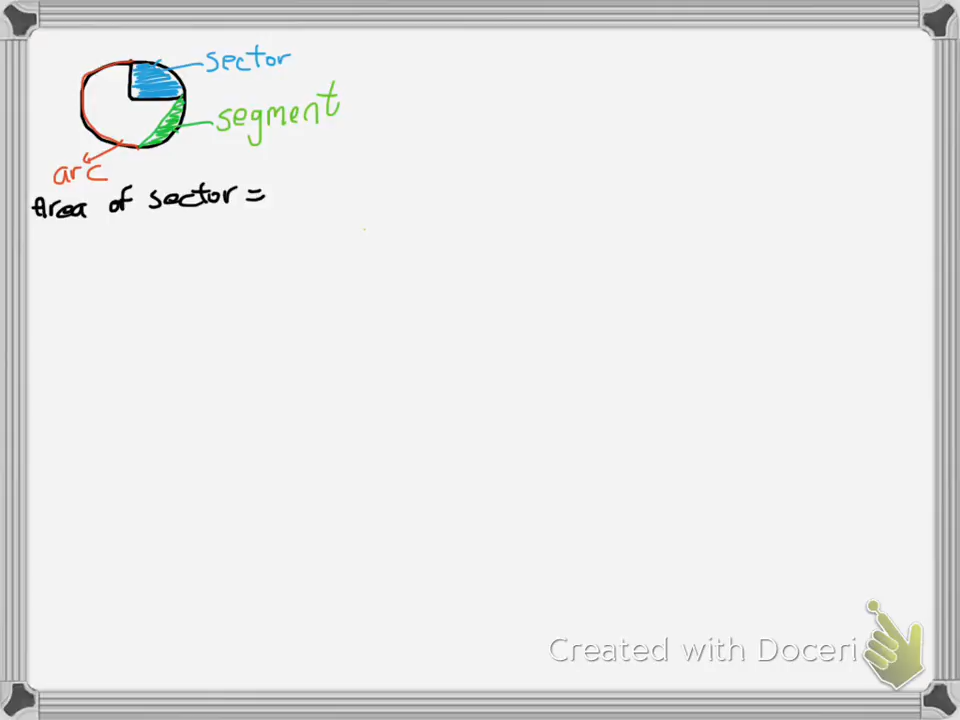 sector
segment
arc
Area of sector =
Created with Doceri